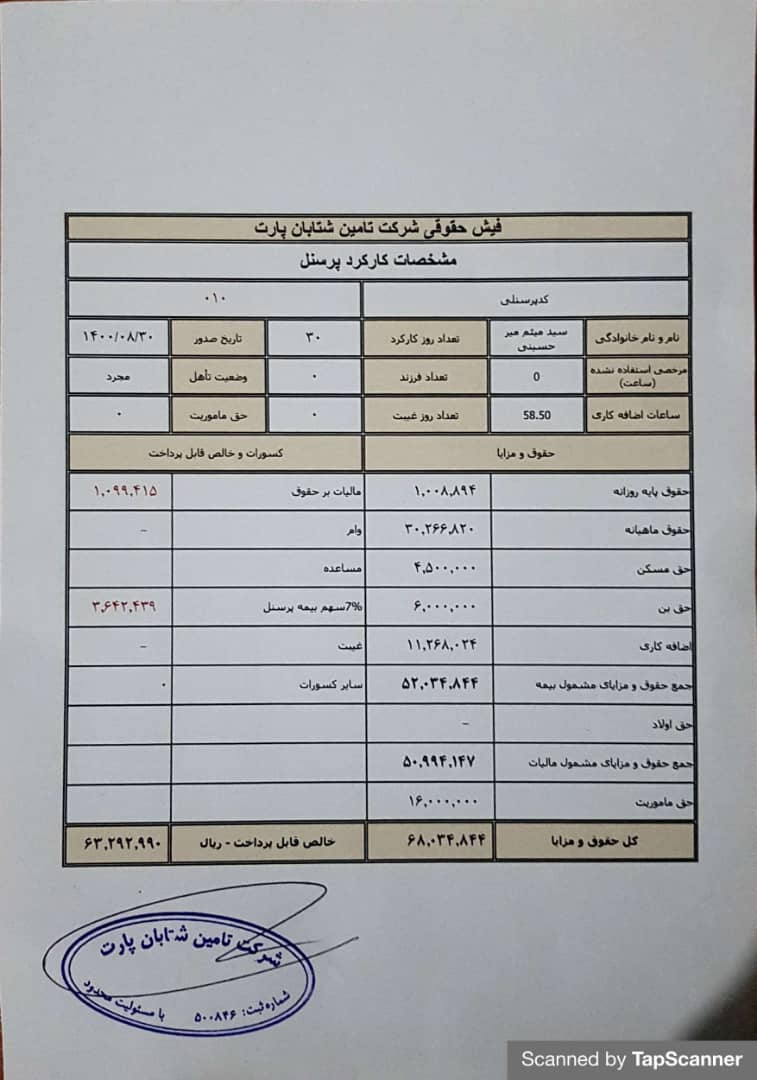 فیش حقوقی شرکت تامین شتابان پارت
مشخصات کارکرد پرسنل
کدپرسنلی ۰۱۰
نام و نام خانوادگی سید میثم میر حسینی تعداد روز کارکرد ۳۰ تاریخ صدور ۱۴۰۰/۰۸/۳۰
مرخصی استفاده نشده (ساعت) 0 تعداد فرزند ۰ وضعیت تأهل مجرد
ساعات اضافه کاری 58.50 تعداد روز غیبت ۰ حق ماموریت ۰
حقوق و مزایا کسورات و خالص قابل پرداخت
حقوق پایه روزانه ۱,۰۰۸,۸۹۴ مالیات بر حقوق ۱,۰۹۹,۴۱۵
حقوق ماهیانه ۳۰,۲۶۶,۸۲۰ وام –
حق مسکن ۴,۵۰۰,۰۰۰ مساعده
حق بن ۶,۰۰۰,۰۰۰ 7%سهم بیمه پرسنل ۳,۶۴۲,۴۳۹
اضافه کاری ۱۱,۲۶۸,۰۲۴ غیبت –
جمع حقوق و مزایای مشمول بیمه ۵۲,۰۳۴,۸۴۴ سایر کسورات ۰
حق اولاد –
جمع حقوق و مزایای مشمول مالیات ۵۰,۹۹۴,۱۴۷
حق ماموریت ۱۶,۰۰۰,۰۰۰
کل حقوق و مزایا ۶۸,۰۳۴,۸۴۴ خالص قابل پرداخت - ریال ۶۳,۲۹۲,۹۹۰
شرکت تامین شتابان پارت
با مسئولیت محدود شماره ثبت: ۵۰۰۸۴۶
Scanned by TapScanner